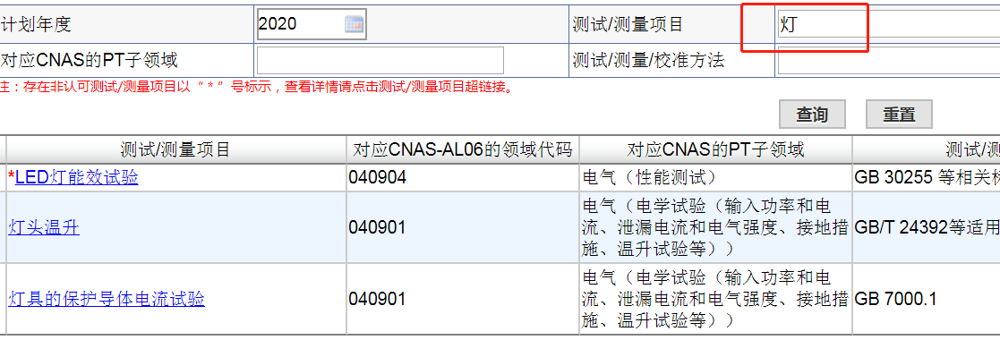 计划年度 2020 测试/测量项目 灯
对应CNAS的PT子领域 测试/测量/校准方法
注：存在非认可测试/测量项目以“*”号标示，查看详情请点击测试/测量项目超链接。
查询 重置
测试/测量项目 对应CNAS-AL06的领域代码 对应CNAS的PT子领域 测试/测
*LED灯能效试验 040904 电气（性能测试） GB 30255 等相关标
灯头温升 040901 电气（电学试验（输入功率和电
流、泄漏电流和电气强度、接地措
施、温升试验等）） GB/T 24392等适用
灯具的保护导体电流试验 040901 电气（电学试验（输入功率和电
流、泄漏电流和电气强度、接地措
施、温升试验等）） GB 7000.1